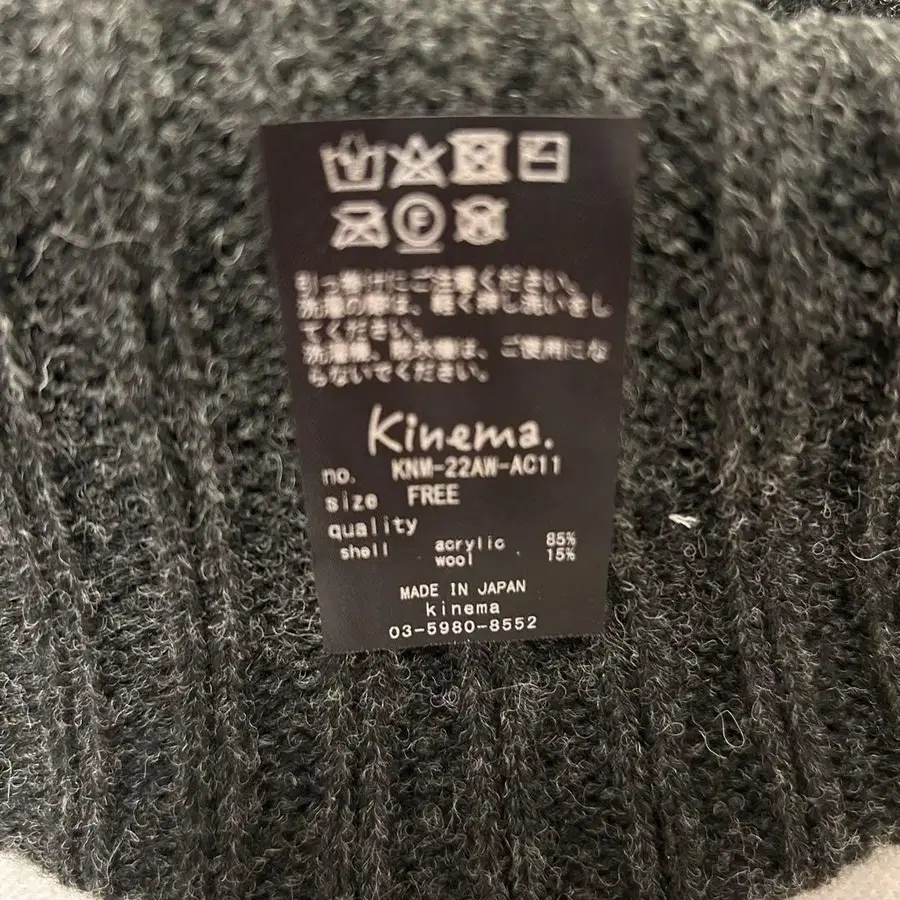 F
引っ掛けにご注意ください。
洗濯の際は、軽く押し洗いをし
てください。
洗濯機、脱水機は、ご使用にな
らないでください。
Kinema.
no. KNM-22AW-AC11
size FREE
quality
shell acrylic 85%
wool 15%
MADE IN JAPAN
kinema
03-5980-8552